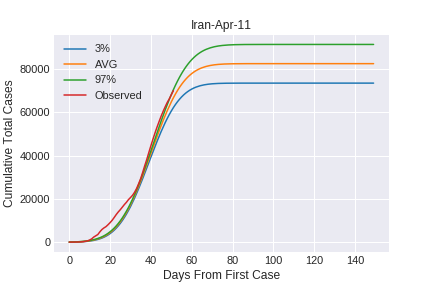 Iran-Apr-11
3%
AVG
97%
Observed
Cumulative Total Cases
80000
60000
40000
20000
0
0 20 40 60 80 100 120 140
Days From First Case